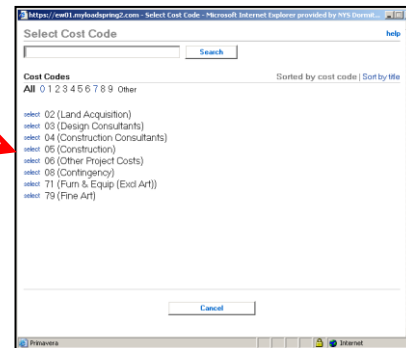 https://ew01.myloadspring2.com - Select Cost Code - Microsoft Internet Explorer provided by NYS Dormit...
Select Cost Code help
Search
Cost Codes Sorted by cost code | Sort by title
All 0 1 2 3 4 5 6 7 8 9 Other
select 02 (Land Acquisition)
select 03 (Design Consultants)
select 04 (Construction Consultants)
select 05 (Construction)
select 06 (Other Project Costs)
select 08 (Contingency)
select 71 (Furn & Equip (Excl Art))
select 79 (Fine Art)
Cancel
Primavera Internet